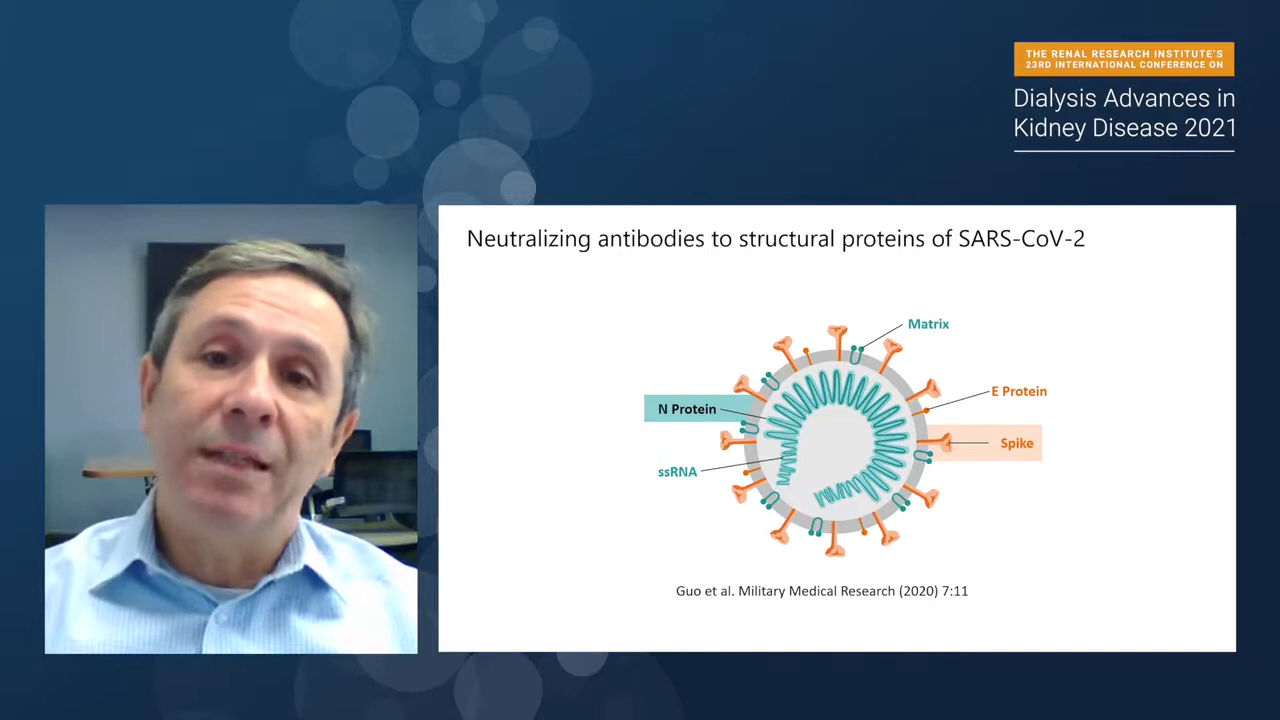 THE RENAL RESEARCH INSTITUTE'S
23RD INTERNATIONAL CONFERENCE ON
Dialysis Advances in
Kidney Disease 2021
Neutralizing antibodies to structural proteins of SARS-CoV-2
Matrix
E Protein
N Protein
Spike
ssRNA
Guo et al. Military Medical Research (2020) 7:11